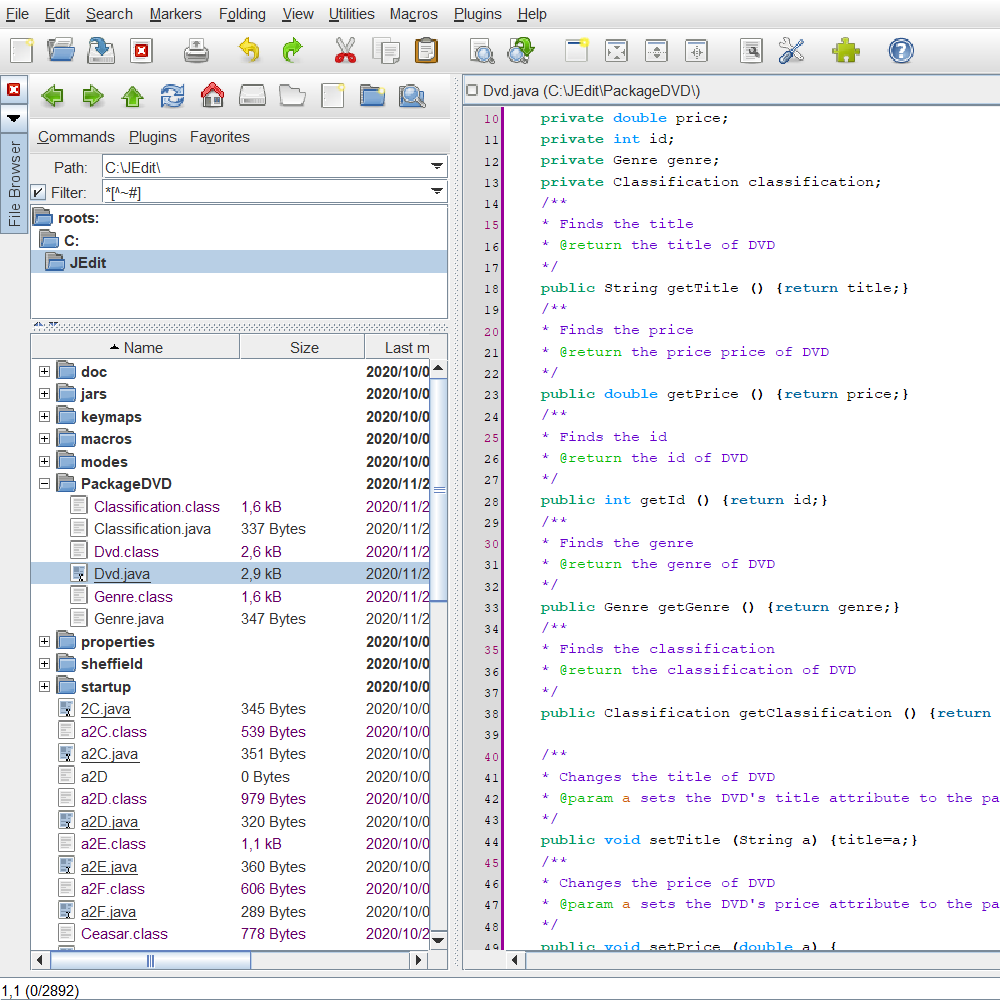 File Edit Search Markers Folding View Utilities Macros Plugins Help
File Browser
Commands Plugins Favorites
Path: C:\JEdit\
Filter: *[^~#]
roots:
C:
JEdit
Name Size Last m
doc 2020/10/0
jars 2020/10/0
keymaps 2020/10/0
macros 2020/10/0
modes 2020/10/0
PackageDVD 2020/11/2
Classification.class 1,6 kB 2020/11/2
Classification.java 337 Bytes 2020/11/2
Dvd.class 2,6 kB 2020/11/2
Dvd.java 2,9 kB 2020/11/2
Genre.class 1,6 kB 2020/11/2
Genre.java 347 Bytes 2020/11/2
properties 2020/10/0
sheffield 2020/10/0
startup 2020/10/0
2C.java 345 Bytes 2020/10/0
a2C.class 539 Bytes 2020/10/0
a2C.java 351 Bytes 2020/10/0
a2D 0 Bytes 2020/10/0
a2D.class 979 Bytes 2020/10/0
a2D.java 320 Bytes 2020/10/0
a2E.class 1,1 kB 2020/10/0
a2E.java 360 Bytes 2020/10/0
a2F.class 606 Bytes 2020/10/0
a2F.java 289 Bytes 2020/10/0
Ceasar.class 778 Bytes 2020/10/2
Dvd.java (C:\JEdit\PackageDVD\)
10 private double price;
11 private int id;
12 private Genre genre;
13 private Classification classification;
14 /**
15 * Finds the title
16 * @return the title of DVD
17 */
18 public String getTitle () {return title;}
19 /**
20 * Finds the price
21 * @return the price price of DVD
22 */
23 public double getPrice () {return price;}
24 /**
25 * Finds the id
26 * @return the id of DVD
27 */
28 public int getId () {return id;}
29 /**
30 * Finds the genre
31 * @return the genre of DVD
32 */
33 public Genre getGenre () {return genre;}
34 /**
35 * Finds the classification
36 * @return the classification of DVD
37 */
38 public Classification getClassification () {return
39
40 /**
41 * Changes the title of DVD
42 * @param a sets the DVD's title attribute to the pa
43 */
44 public void setTitle (String a) {title=a;}
45 /**
46 * Changes the price of DVD
47 * @param a sets the DVD's price attribute to the pa
48 */
49 public void setPrice (double a) {
1,1 (0/2892)